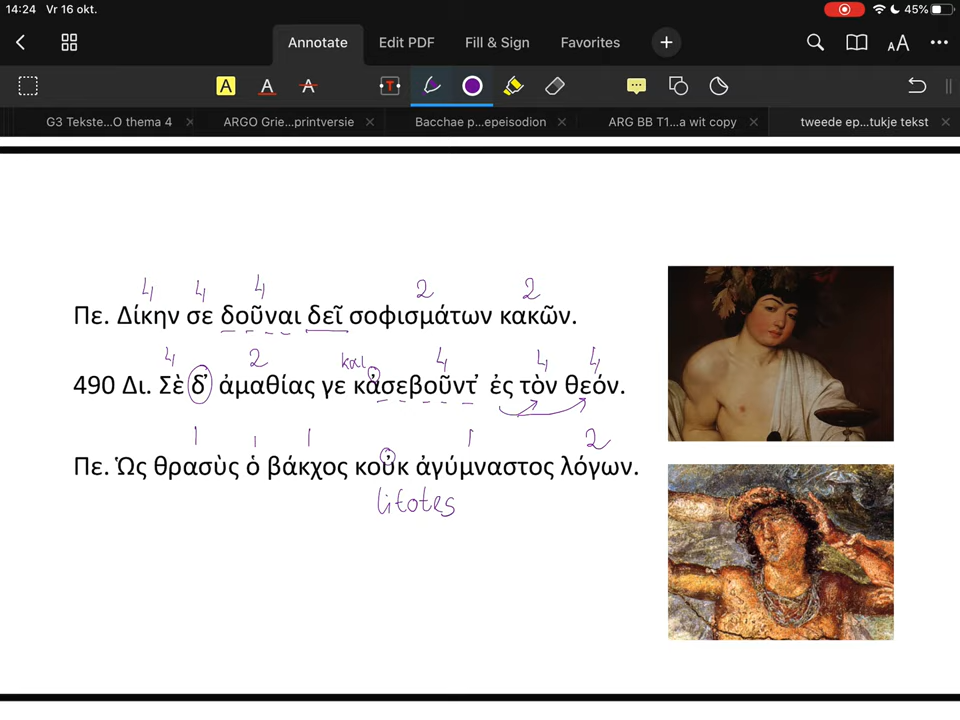 14:24 Vr 16 okt. 45%
Annotate Edit PDF Fill & Sign Favorites
G3 Tekste...O thema 4 ARGO Grie...printversie Bacchae p...epeisodion ARG BB T1...a wit copy tweede ep...tukje tekst
4 4 4 2 2
Πε. Δίκην σε δοῦναι δεῖ σοφισμάτων κακῶν.
4 2 και 4 4 4
490 Δι. Σὲ δ’ ἀμαθίας γε κἀσεβοῦντ’ ἐς τὸν θεόν.
1 1 1 1 2
Πε. Ὡς θρασὺς ὁ βάκχος κοὐκ ἀγύμναστος λόγων.
litotes